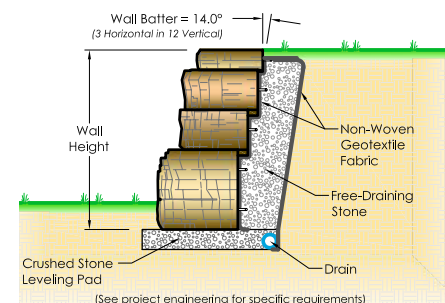 Wall Batter = 14.0°
(3 Horizontal in 12 Vertical)
Wall
Height
Non-Woven
Geotextile
Fabric
Free-Draining
Stone
Crushed Stone
Leveling Pad
Drain
(See project engineering for specific requirements)